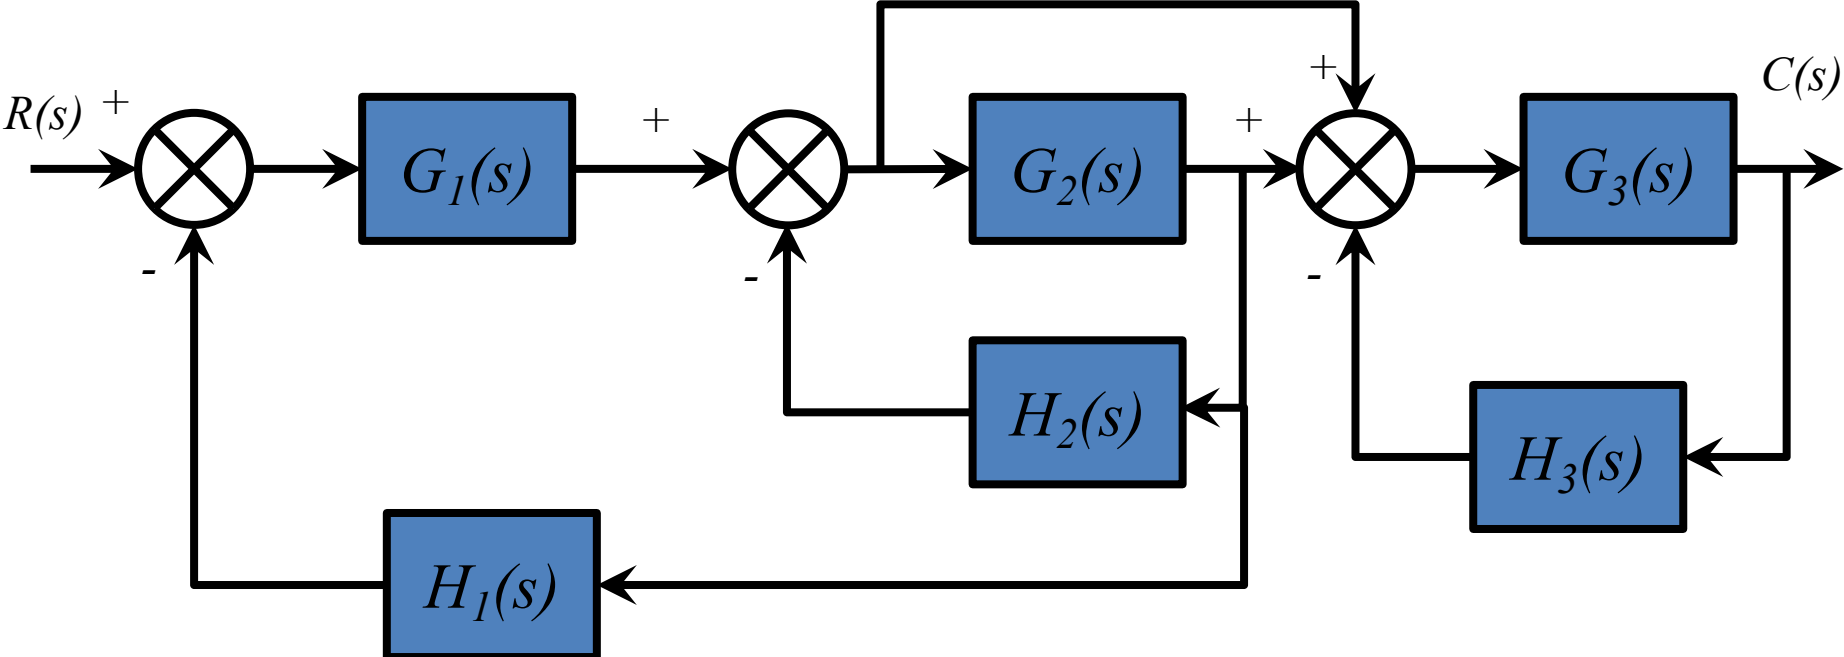 R(s)
+
G1(s)
+
G2(s)
+
+
G3(s)
C(s)
-
-
-
H2(s)
H3(s)
H1(s)